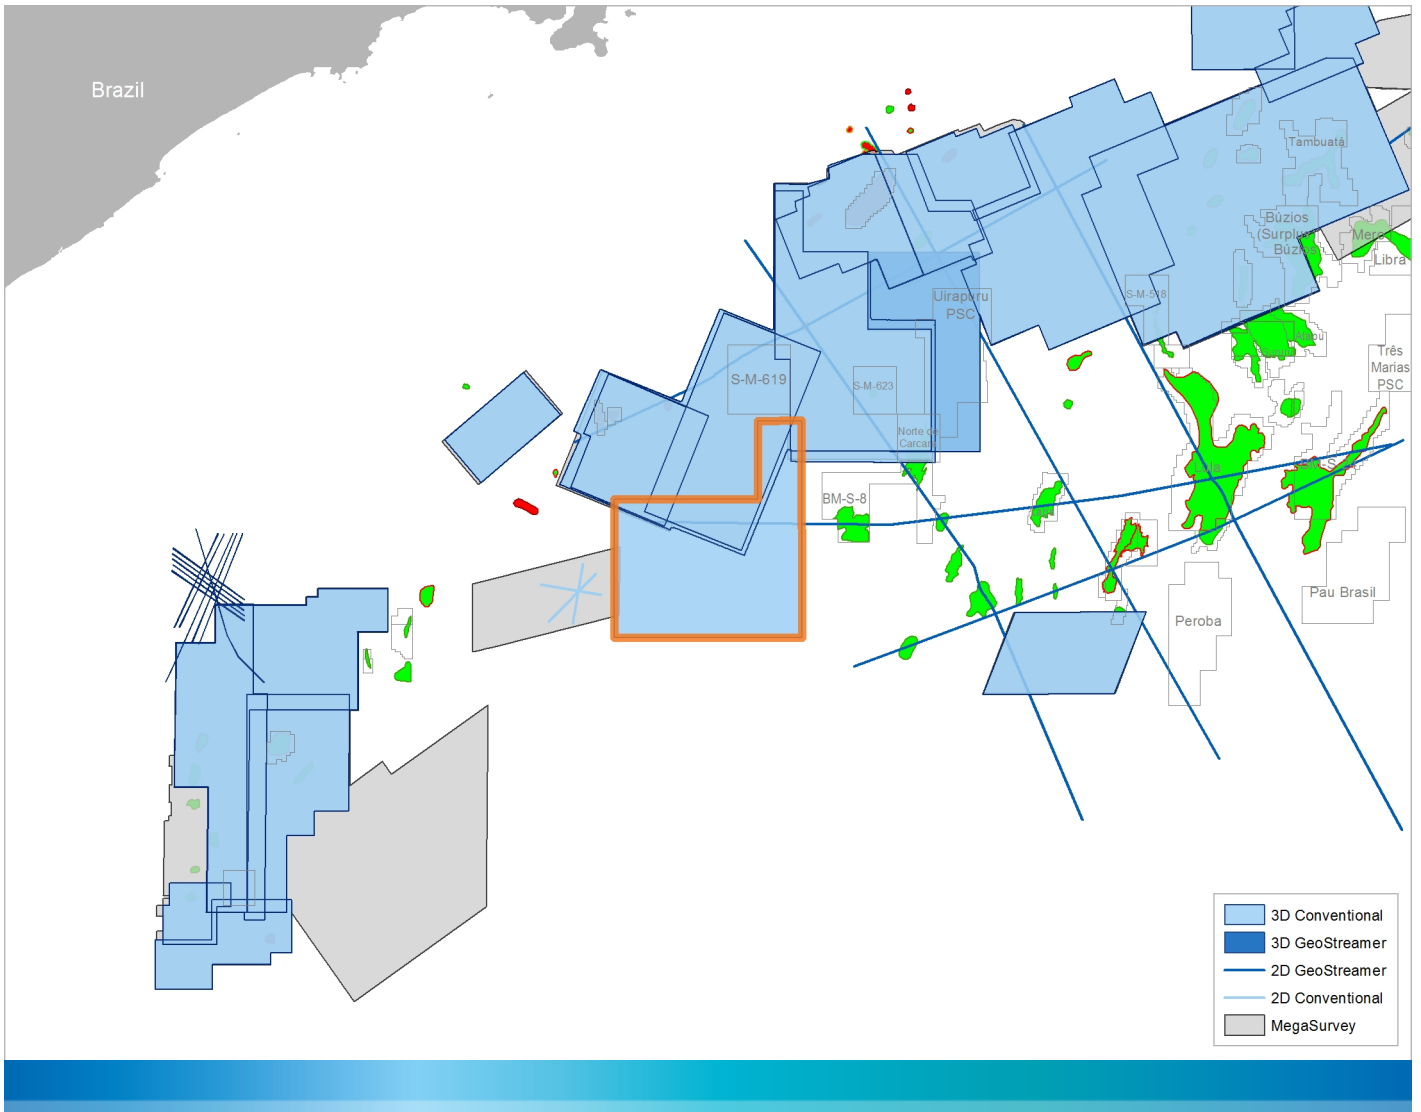 Brazil
Tambuatá
Búzios
(Surplus)
Búzios
Mero
Libra
Uirapuru
PSC
S-M-518
Três
Marias
PSC
S-M-619
S-M-623
Norte de
Carcará
Lula
BM-S-8
Pau Brasil
Peroba
3D Conventional
3D GeoStreamer
2D GeoStreamer
2D Conventional
MegaSurvey